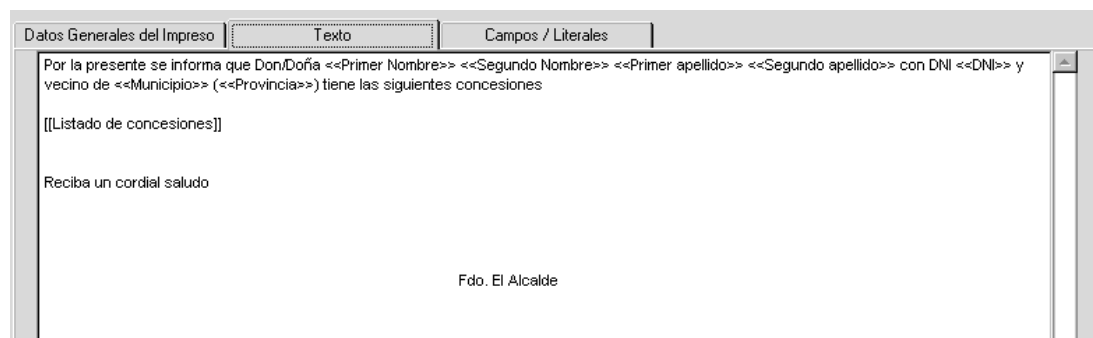 Datos Generales del Impreso
Texto
Campos / Literales
Por la presente se informa que Don/Doña <<Primer Nombre>> <<Segundo Nombre>> <<Primer apellido>> <<Segundo apellido>> con DNI <<DNI>> y
vecino de <<Municipio>> (<<Provincia>>) tiene las siguientes concesiones
[[Listado de concesiones]]
Reciba un cordial saludo
Fdo. El Alcalde